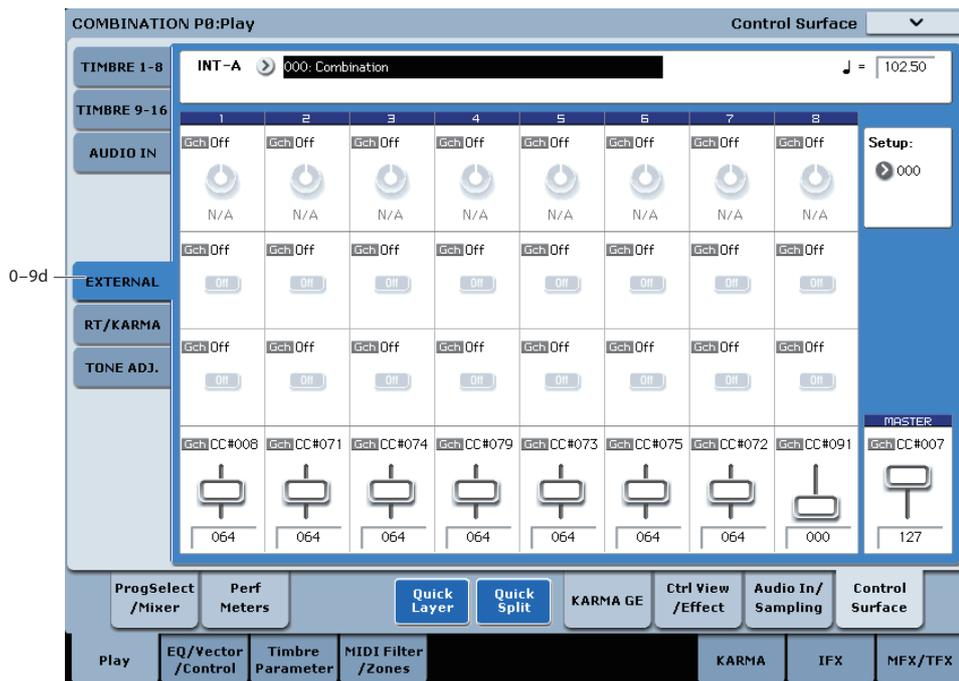 COMBINATION P0:Play Control Surface
TIMBRE 1-8
INT-A 000: Combination ♩ = 102.50
TIMBRE 9-16
1 2 3 4 5 6 7 8
AUDIO IN
Gch Off Gch Off Gch Off Gch Off Gch Off Gch Off Gch Off Gch Off
Setup:
000
N/A N/A N/A N/A N/A N/A N/A N/A
Gch Off Gch Off Gch Off Gch Off Gch Off Gch Off Gch Off Gch Off
0-9d
EXTERNAL
Off Off Off Off Off Off Off Off
RT/KARMA
Gch Off Gch Off Gch Off Gch Off Gch Off Gch Off Gch Off Gch Off
TONE ADJ.
Off Off Off Off Off Off Off Off
MASTER
Gch CC#008 Gch CC#071 Gch CC#074 Gch CC#079 Gch CC#073 Gch CC#075 Gch CC#072 Gch CC#091 Gch CC#007
064 064 064 064 064 064 064 000 127
ProgSelect
/Mixer
Perf
Meters
Quick
Layer
Quick
Split
KARMA GE
Ctrl View
/Effect
Audio In/
Sampling
Control
Surface
Play
EQ/Vector
/Control
Timbre
Parameter
MIDI Filter
/Zones
KARMA
IFX
MFX/TFX